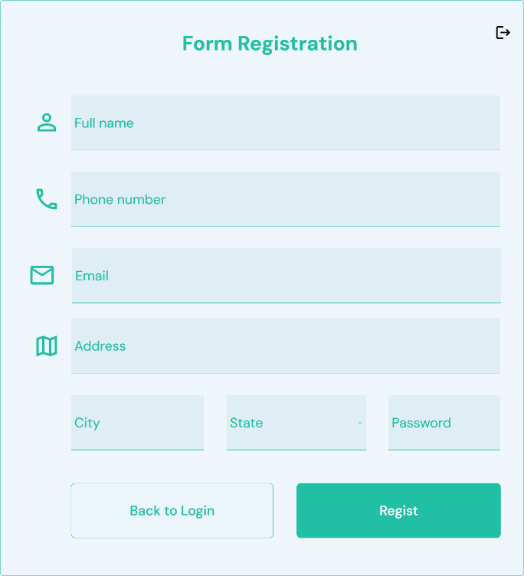 Form Registration
Full name
Phone number
Email
Address
City State Password
Back to Login Regist